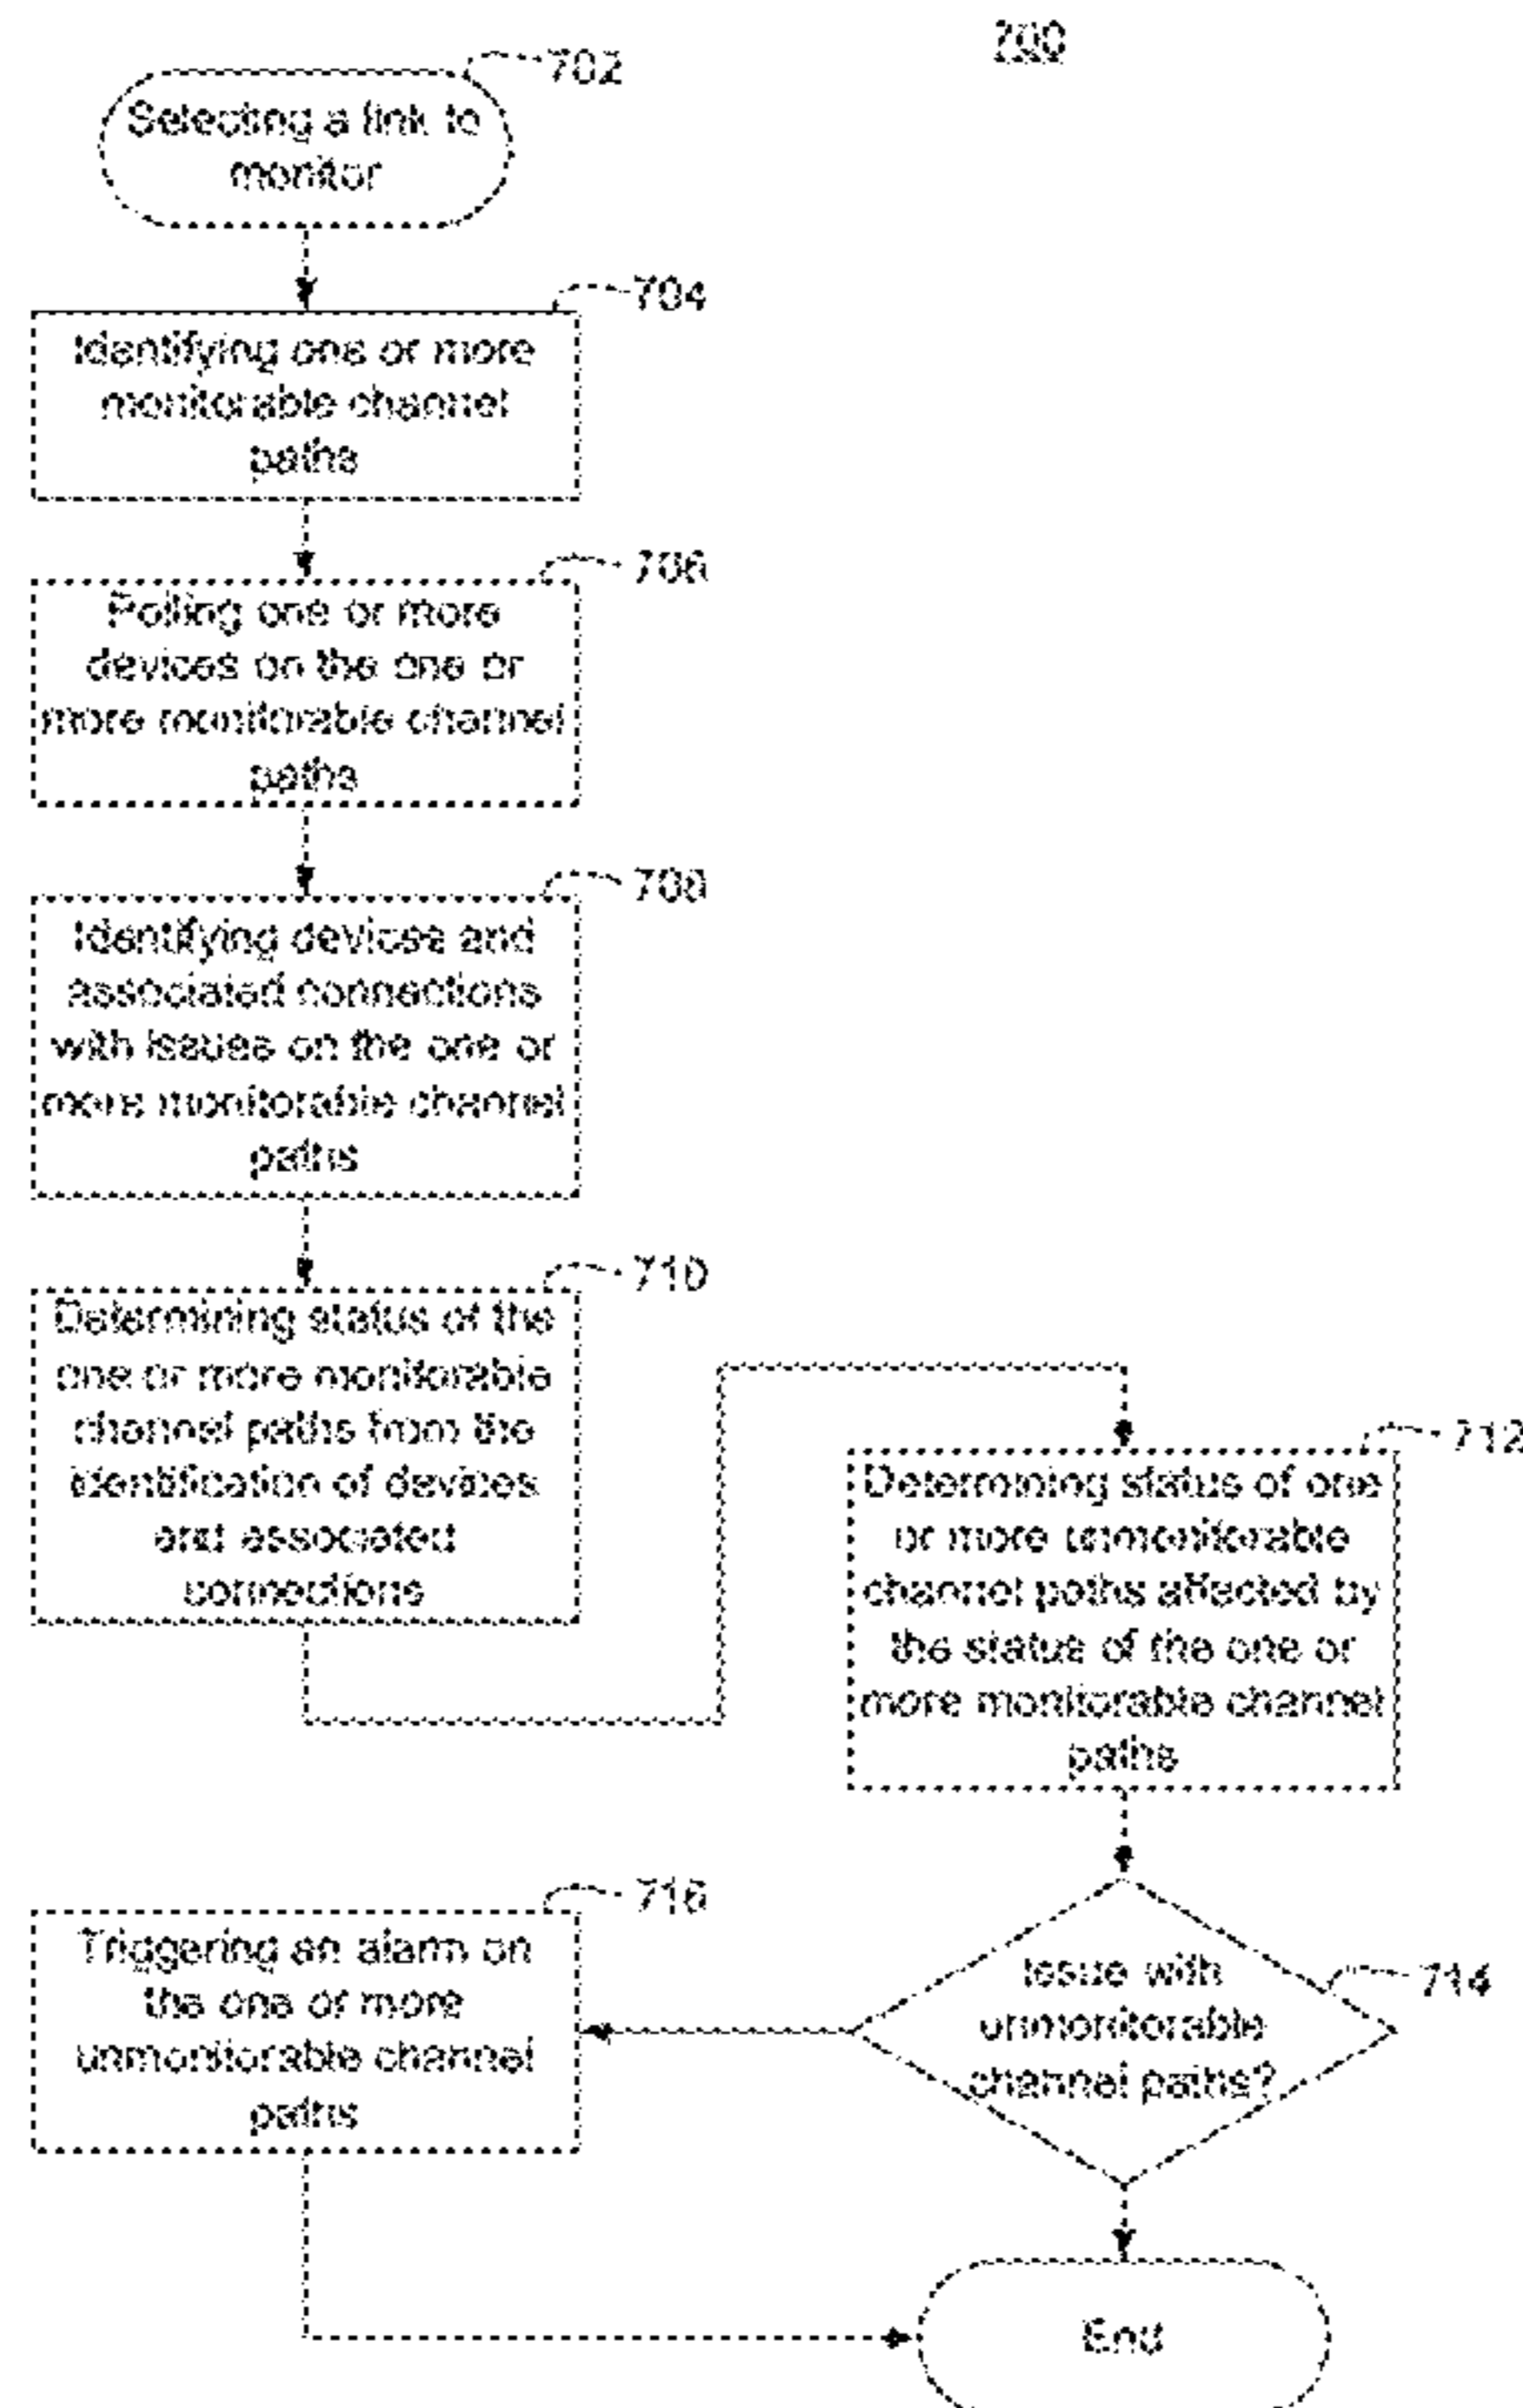 700
702
Selecting a link to
monitor
704
Identifying one or more
monitorable channel
paths
706
Polling one or more
devices on the one or
more monitorable channel
paths
708
Identifying devices and
associated connections
with issues on the one or
more monitorable channel
paths
710
Determining status of the
one or more monitorable
channel paths from the
identification of devices
and associated
connections
712
Determining status of one
or more unmonitorable
channel paths affected by
the status of the one or
more monitorable channel
paths
714
Issue with
unmonitorable
channel paths?
716
Triggering an alarm on
the one or more
unmonitorable channel
paths
End